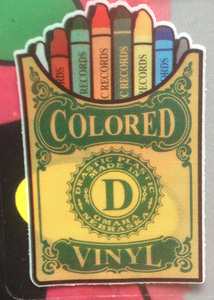 RECORDS
RECORDS
C RECORDS
RECORDS
RECORDS
COLORED
DRASTIC PLASTIC
MADE IN
D
OMAHA
NEBRASKA
VINYL